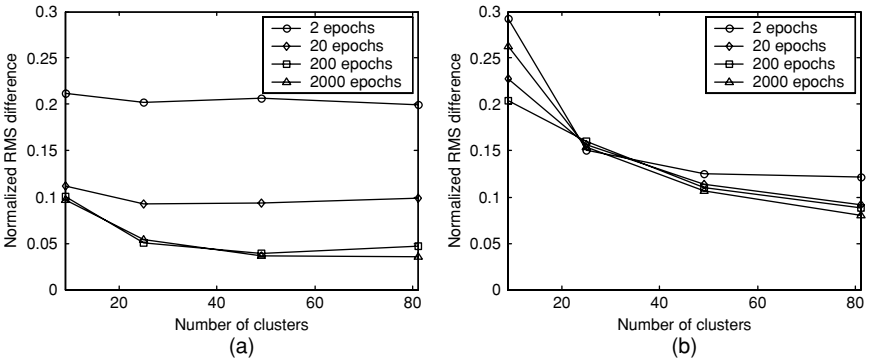 0.3
0.25
0.2
0.15
0.1
0.05
0
Normalized RMS difference
2 epochs
20 epochs
200 epochs
2000 epochs
20
40
60
80
Number of clusters
(a)
0.3
0.25
0.2
0.15
0.1
0.05
0
Normalized RMS difference
2 epochs
20 epochs
200 epochs
2000 epochs
20
40
60
80
Number of clusters
(b)